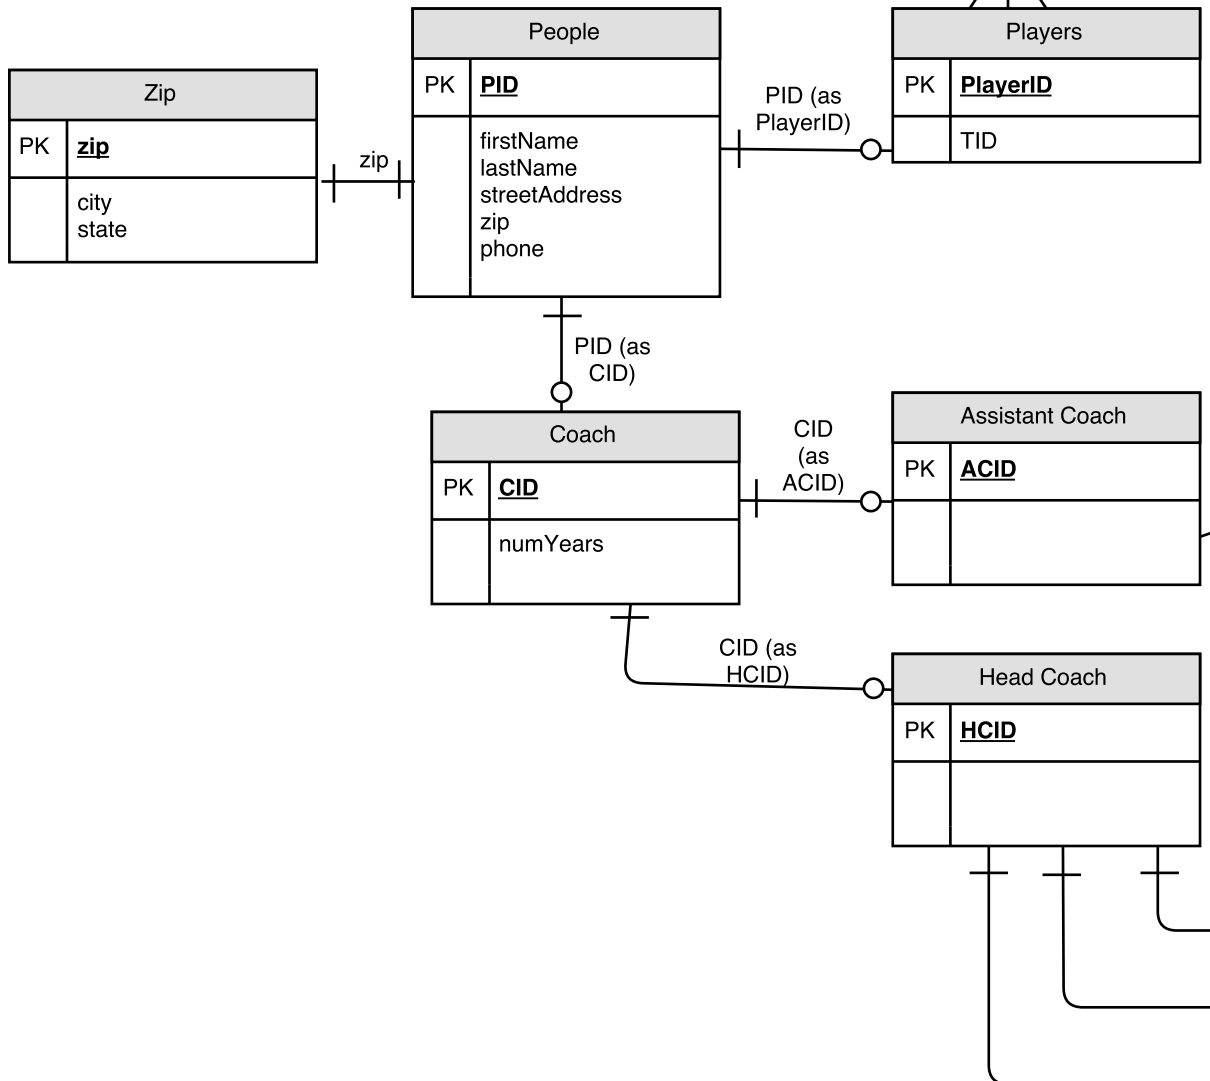 People
PK PID
firstName
lastName
streetAddress
zip
phone
Players
PK PlayerID
TID
PID (as
PlayerID)
Zip
PK zip
city
state
zip
PID (as
CID)
Coach
PK CID
numYears
CID
(as
ACID)
Assistant Coach
PK ACID
CID (as
HCID)
Head Coach
PK HCID